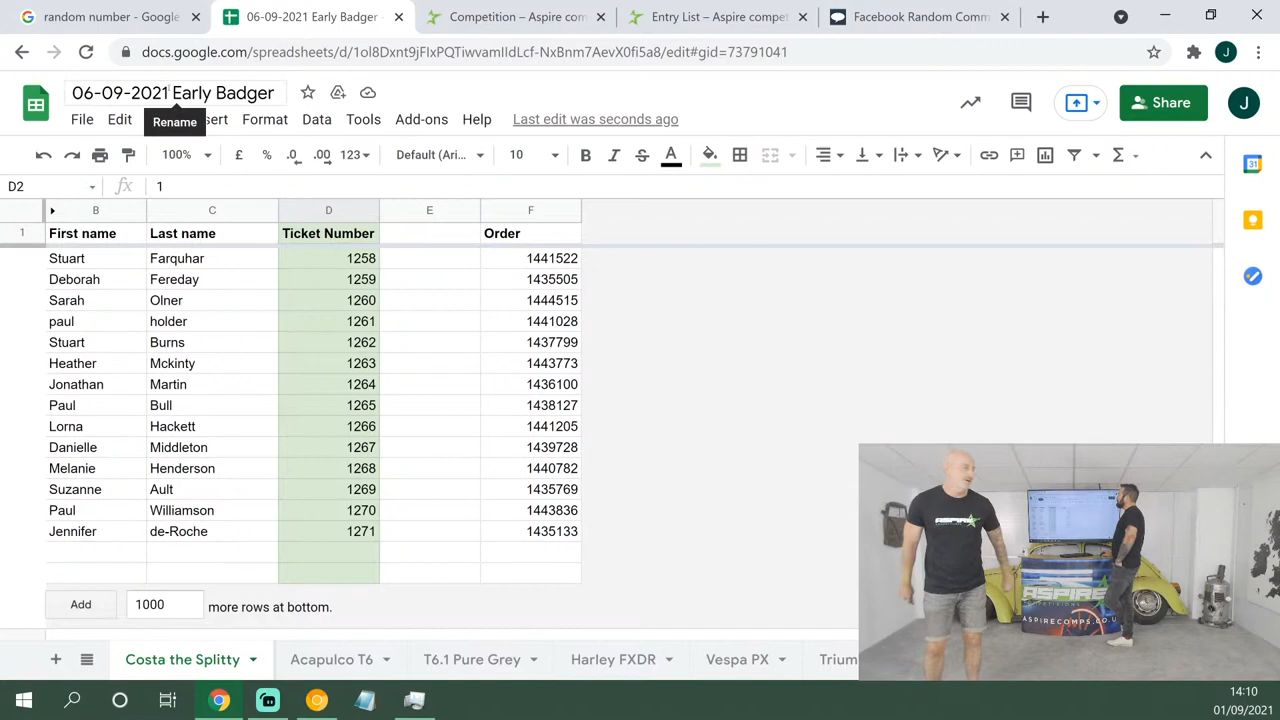 random number - Google
06-09-2021 Early Badger -
Competition – Aspire com
Entry List – Aspire compet
Facebook Random Comm
docs.google.com/spreadsheets/d/1ol8Dxnt9jFIxPQTiwvamIIdLcf-NxBnm7AevX0fi5a8/edit#gid=73791041
J
06-09-2021 Early Badger
Share
J
Rename
File Edit sert Format Data Tools Add-ons Help Last edit was seconds ago
100% £ % .0 .00 123 Default (Ari... 10 B I S A
31
D2 fx 1
B C D E F
1 First name Last name Ticket Number Order
Stuart Farquhar 1258 1441522
Deborah Fereday 1259 1435505
Sarah Olner 1260 1444515
paul holder 1261 1441028
Stuart Burns 1262 1437799
Heather Mckinty 1263 1443773
Jonathan Martin 1264 1436100
Paul Bull 1265 1438127
Lorna Hackett 1266 1441205
Danielle Middleton 1267 1439728
Melanie Henderson 1268 1440782
Suzanne Ault 1269 1435769
Paul Williamson 1270 1443836
Jennifer de-Roche 1271 1435133
Add 1000 more rows at bottom.
ASPIRE
ASPIRE
COMPETITIONS
ASPIRECOMPS.CO.U
Costa the Splitty Acapulco T6 T6.1 Pure Grey Harley FXDR Vespa PX Trium
14:10
01/09/2021